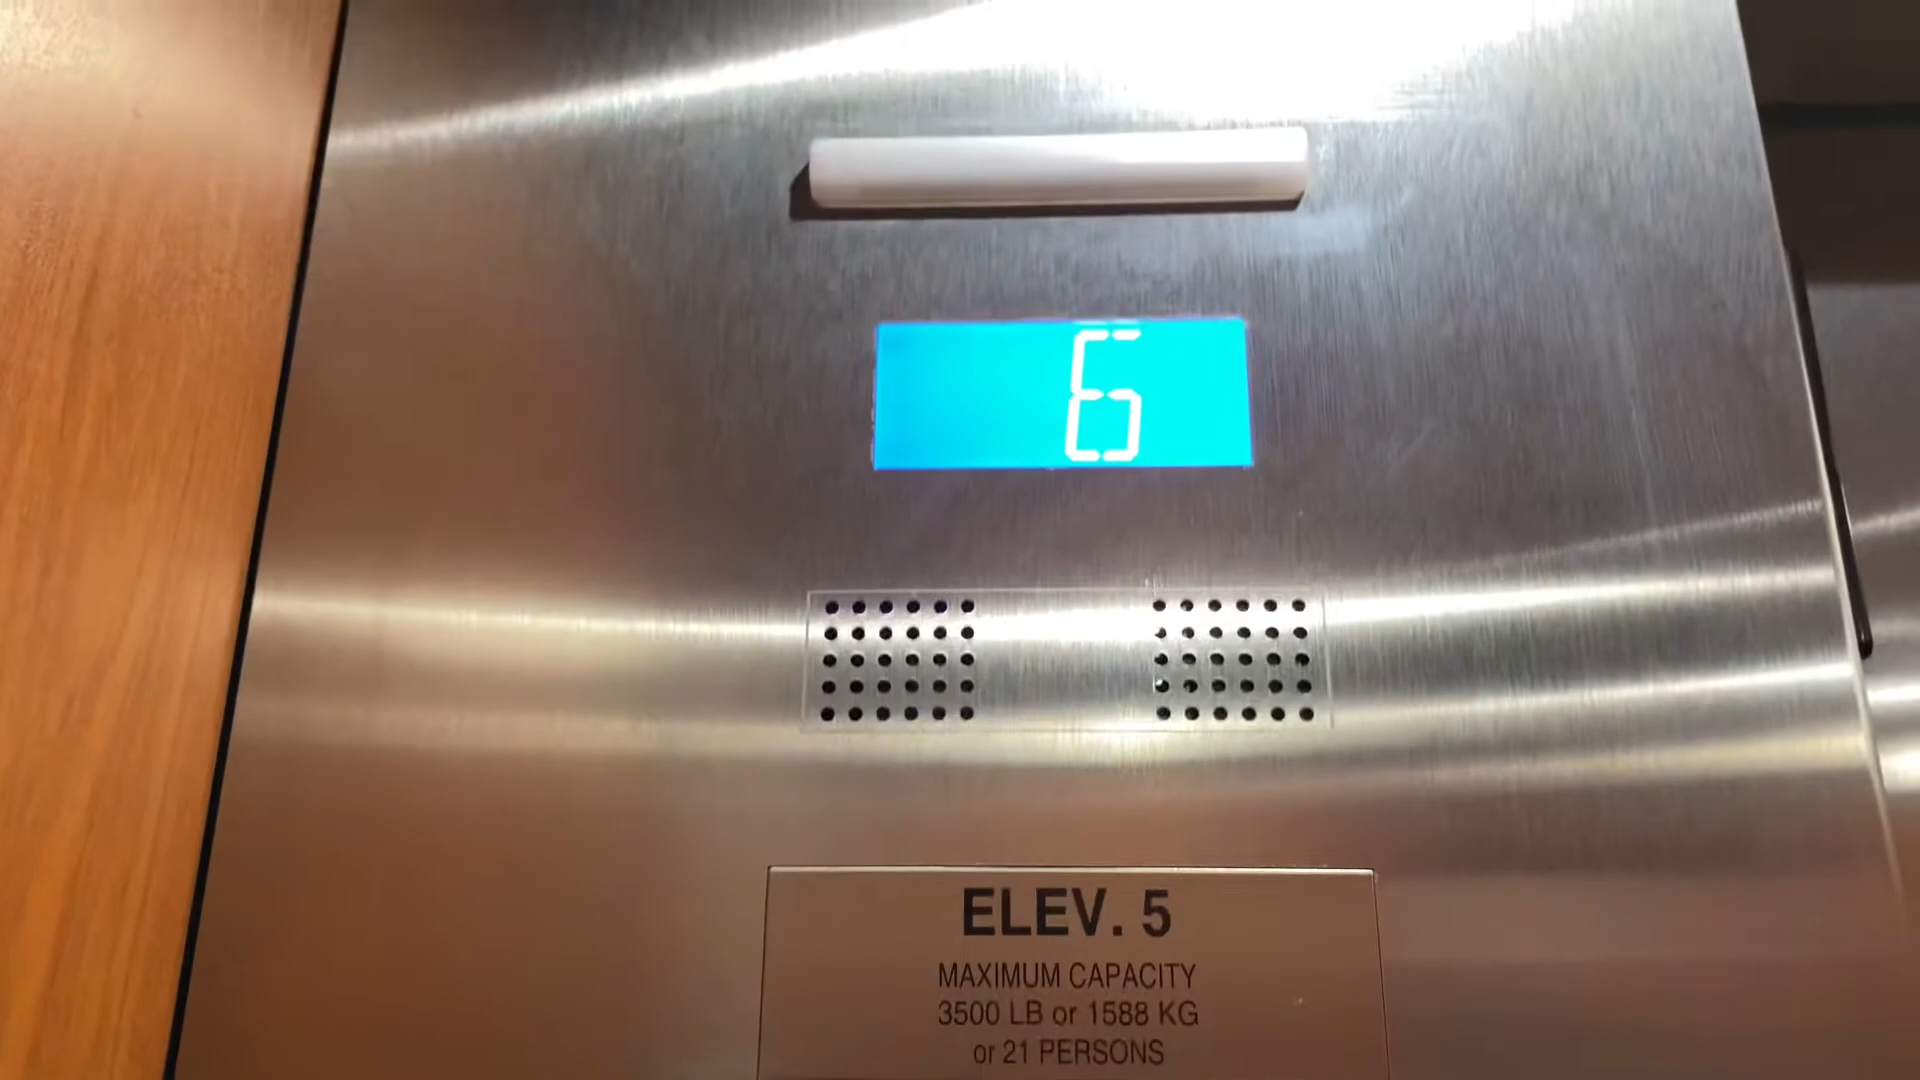 6
ELEV. 5
MAXIMUM CAPACITY
3500 LB or 1588 KG
or 21 PERSONS